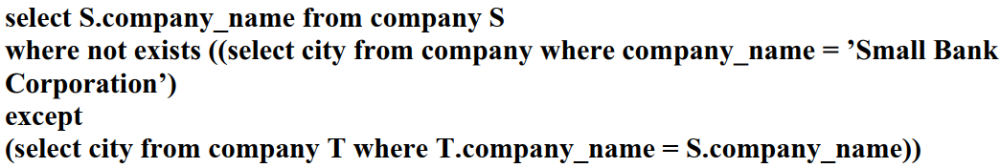 select S.company_name from company S
where not exists ((select city from company where company_name = ’Small Bank
Corporation’)
except
(select city from company T where T.company_name = S.company_name))